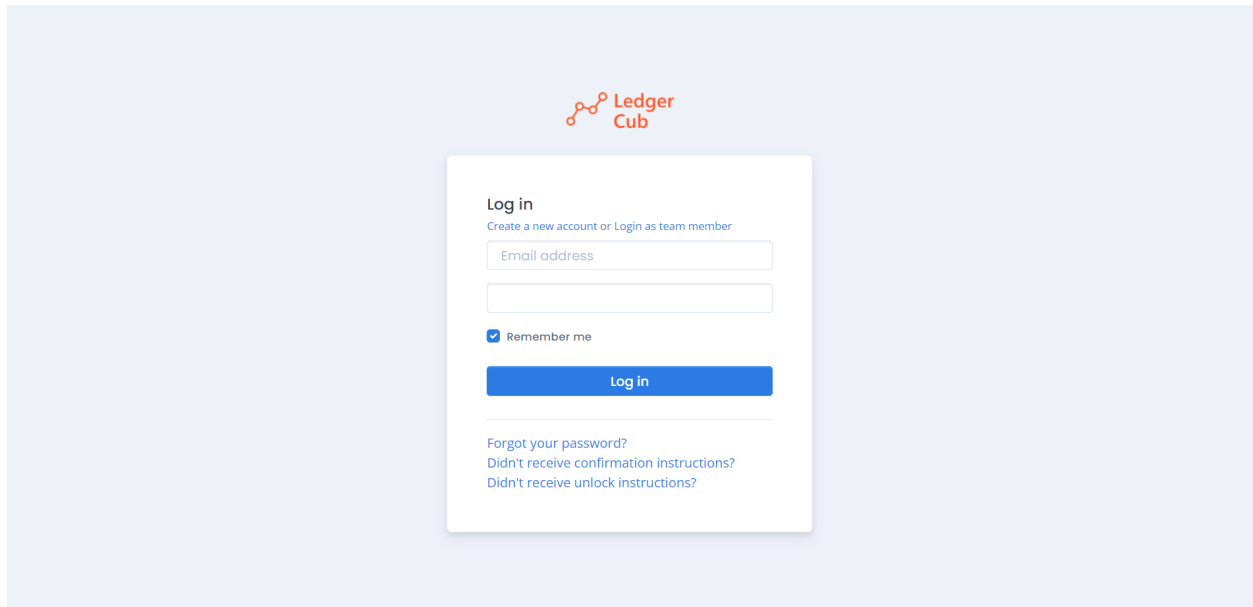 Ledger
Cub
Log in
Create a new account or Login as team member
Email address
Remember me
Log in
Forgot your password?
Didn't receive confirmation instructions?
Didn't receive unlock instructions?